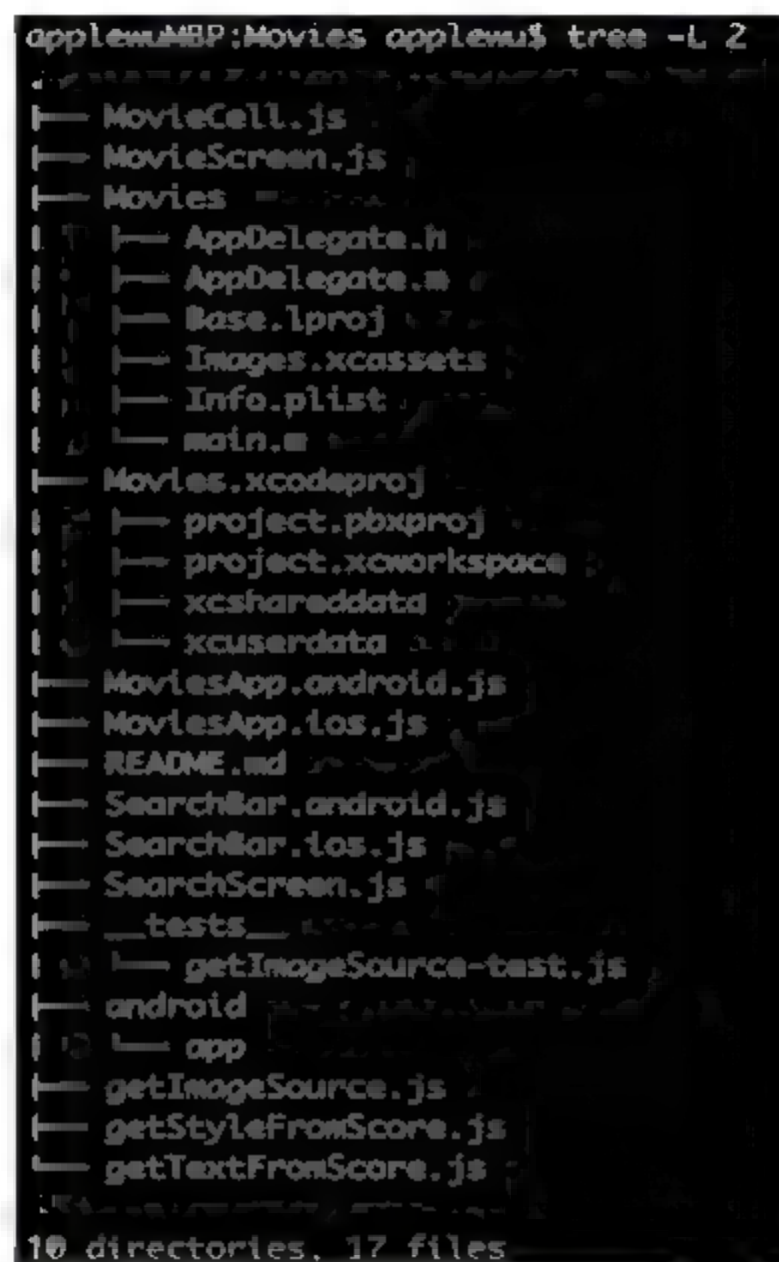 applewuMBP:Movies applewu$ tree -L 2
├── MovieCell.js
├── MovieScreen.js
├── Movies
│   ├── AppDelegate.h
│   ├── AppDelegate.m
│   ├── Base.lproj
│   ├── Images.xcassets
│   ├── Info.plist
│   └── main.m
├── Movies.xcodeproj
│   ├── project.pbxproj
│   ├── project.xcworkspace
│   ├── xcshareddata
│   └── xcuserdata
├── MoviesApp.android.js
├── MoviesApp.ios.js
├── README.md
├── SearchBar.android.js
├── SearchBar.ios.js
├── SearchScreen.js
├── __tests__
│   └── getImageSource-test.js
├── android
│   └── app
├── getImageSource.js
├── getStyleFromScore.js
└── getTextFromScore.js
10 directories, 17 files